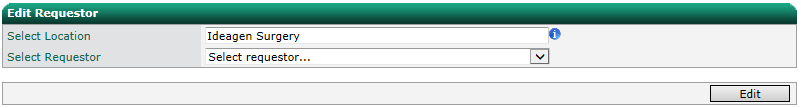 Edit Requestor
Select Location Ideagen Surgery i
Select Requestor Select requestor...
Edit